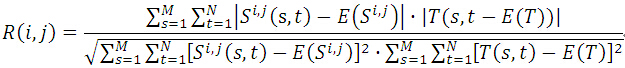 R(i,j) = \frac{\sum_{s=1}^{M} \sum_{t=1}^{N} |S^{i,j}(s,t) - E(S^{i,j})| \cdot |T(s,t - E(T))|}{\sqrt{\sum_{s=1}^{M} \sum_{t=1}^{N} [S^{i,j}(s,t) - E(S^{i,j})]^2 \cdot \sum_{s=1}^{M} \sum_{t=1}^{N} [T(s,t) - E(T)]^2}}